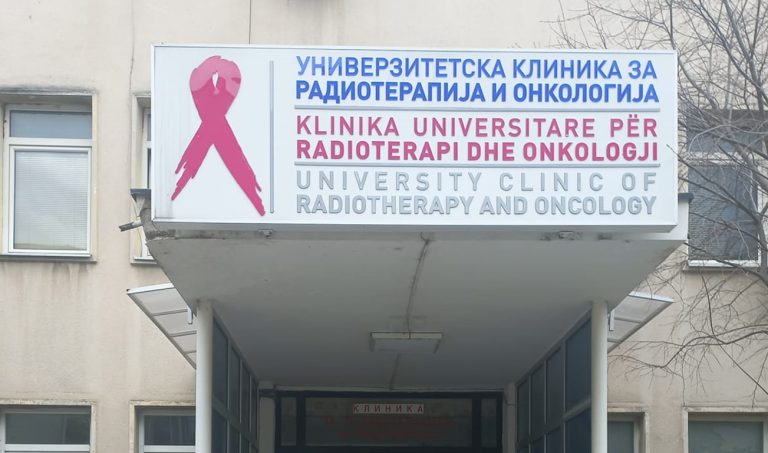 УНИВЕРЗИТЕТСКА КЛИНИКА ЗА
РАДИОТЕРАПИЈА И ОНКОЛОГИЈА
KLINIKA UNIVERSITARE PËR
RADIOTERAPI DHE ONKOLOGJI
UNIVERSITY CLINIC OF
RADIOTHERAPY AND ONCOLOGY
КЛИНИКА